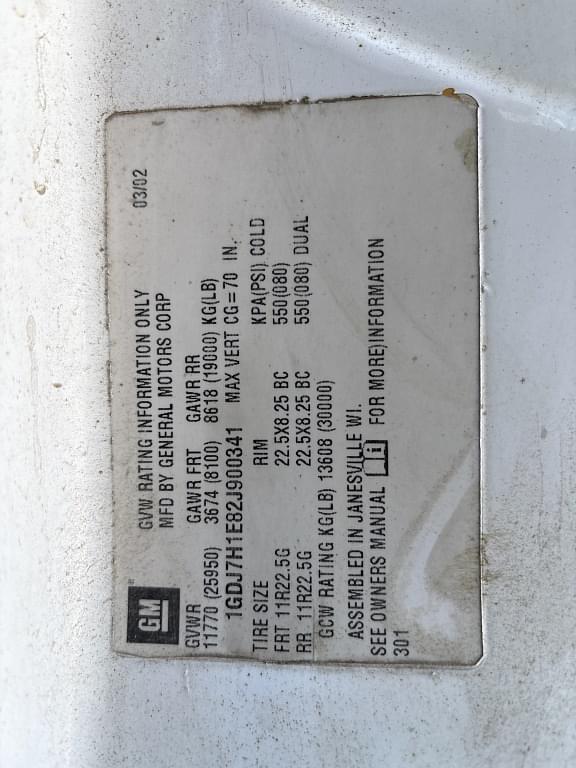 GM
GVW RATING INFORMATION ONLY 03/02
MFD BY GENERAL MOTORS CORP
GVWR GAWR FRT GAWR RR
11770 (25950) 3674 (8100) 8618 (19000) KG(LB)
1GDJ7H1E82J900341 MAX VERT CG=70 IN.
TIRE SIZE RIM KPA(PSI) COLD
FRT 11R22.5G 22.5X8.25 BC 550(080)
RR. 11R22.5G 22.5X8.25 BC 550(080) DUAL
GCW RATING KG(LB) 13608 (30000)
ASSEMBLED IN JANESVILLE WI.
SEE OWNERS MANUAL i FOR MORE)INFORMATION
301